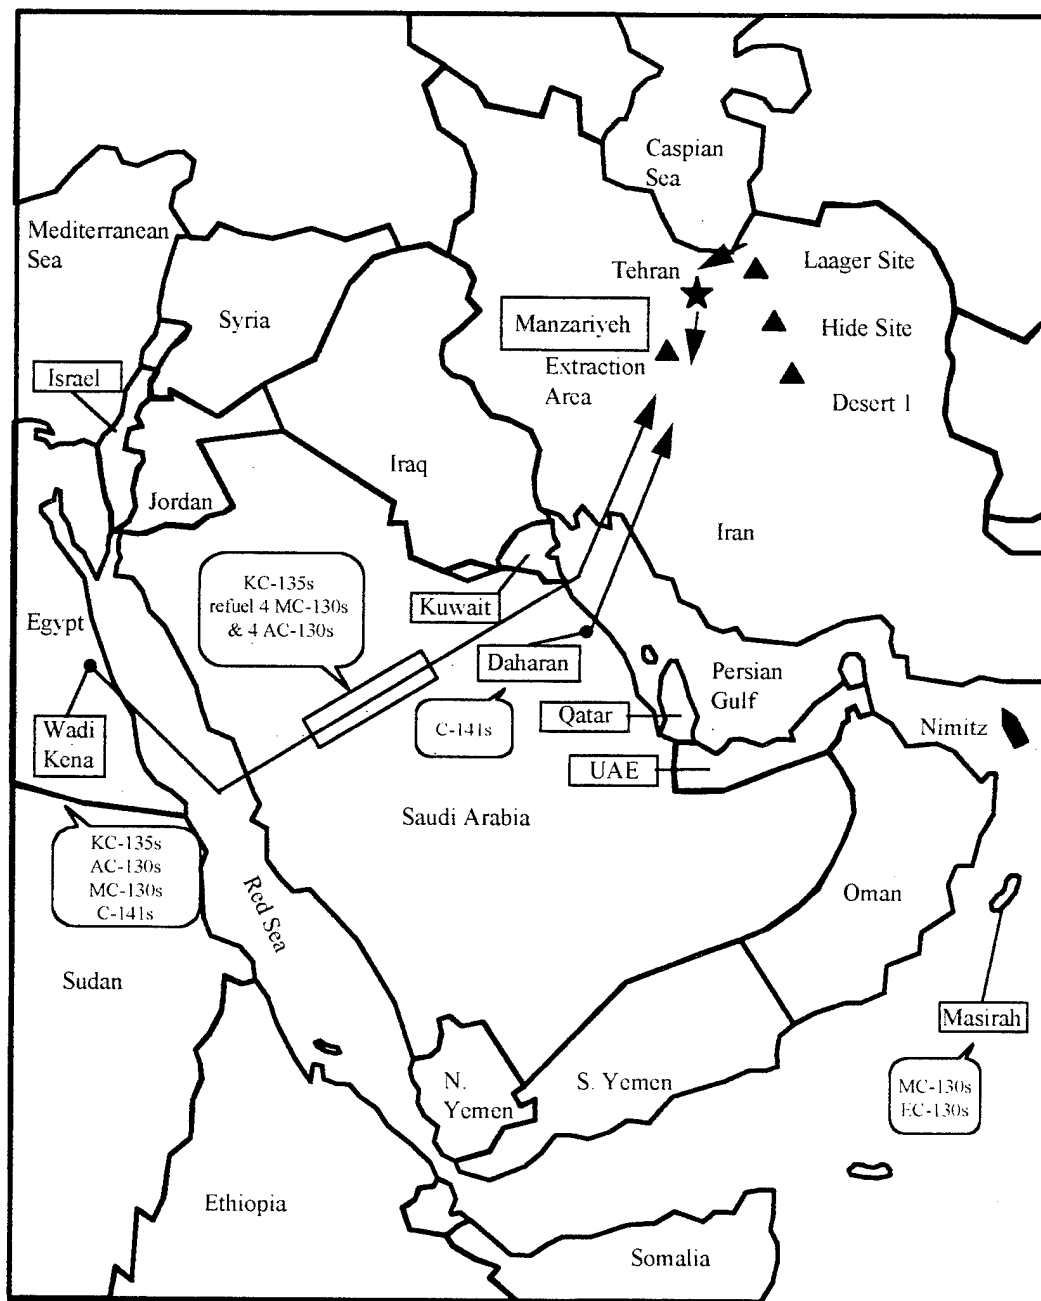 Caspian
Sea
Mediterranean
Sea
Tehran
Laager Site
Syria
Manzariyeh
Hide Site
Israel
Extraction
Area
Desert 1
Iraq
Jordan
Iran
KC-135s
refuel 4 MC-130s
& 4 AC-130s
Kuwait
Egypt
Daharan
Persian
Gulf
Wadi
Kena
C-141s
Qatar
Nimitz
UAE
Saudi Arabia
KC-135s
AC-130s
MC-130s
C-141s
Red Sea
Oman
Sudan
Masirah
N.
Yemen
S. Yemen
MC-130s
EC-130s
Ethiopia
Somalia